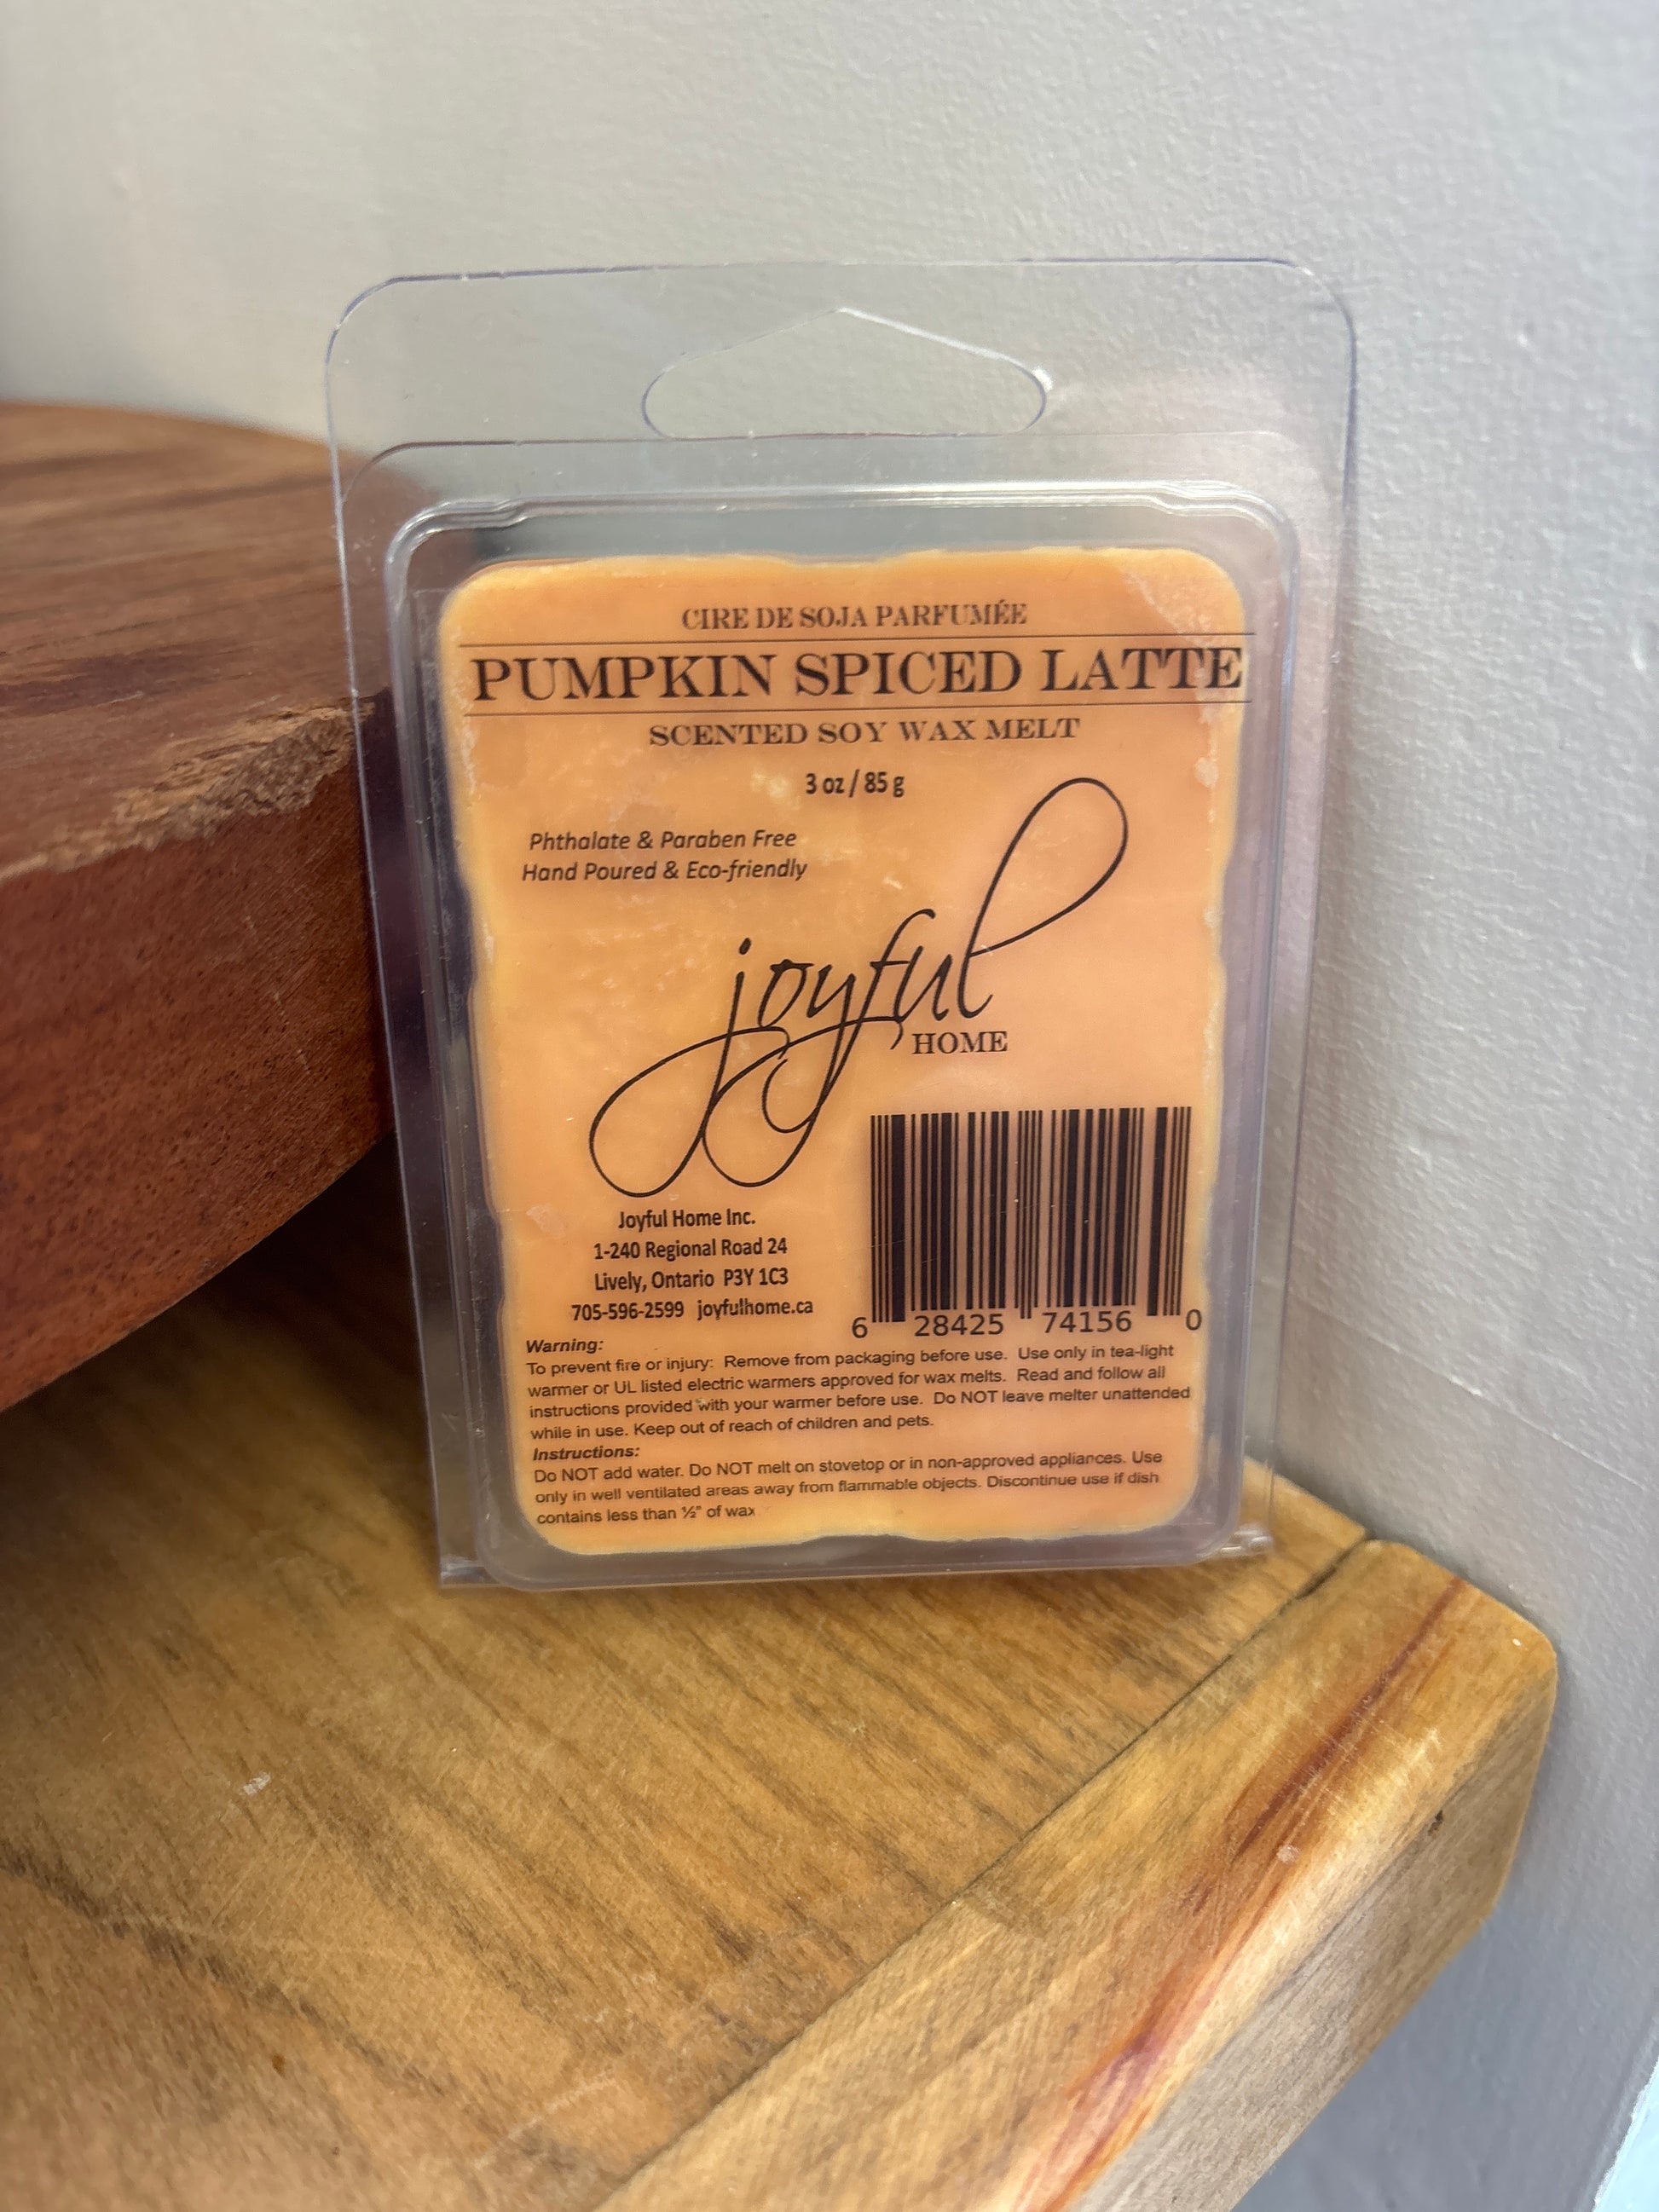 CIRE DE SOJA PARFUMÉE
PUMPKIN SPICED LATTE
SCENTED SOY WAX MELT
3 oz / 85 g
Phthalate & Paraben Free
Hand Poured & Eco-friendly
joyful
HOME
Joyful Home Inc.
1-240 Regional Road 24
Lively, Ontario P3Y 1C3
705-596-2599 joyfulhome.ca
6 28425 74156 0
Warning:
To prevent fire or injury: Remove from packaging before use. Use only in tea-light
warmer or UL listed electric warmers approved for wax melts. Read and follow all
instructions provided with your warmer before use. Do NOT leave melter unattended
while in use. Keep out of reach of children and pets.
Instructions:
Do NOT add water. Do NOT melt on stovetop or in non-approved appliances. Use
only in well ventilated areas away from flammable objects. Discontinue use if dish
contains less than ½" of wax